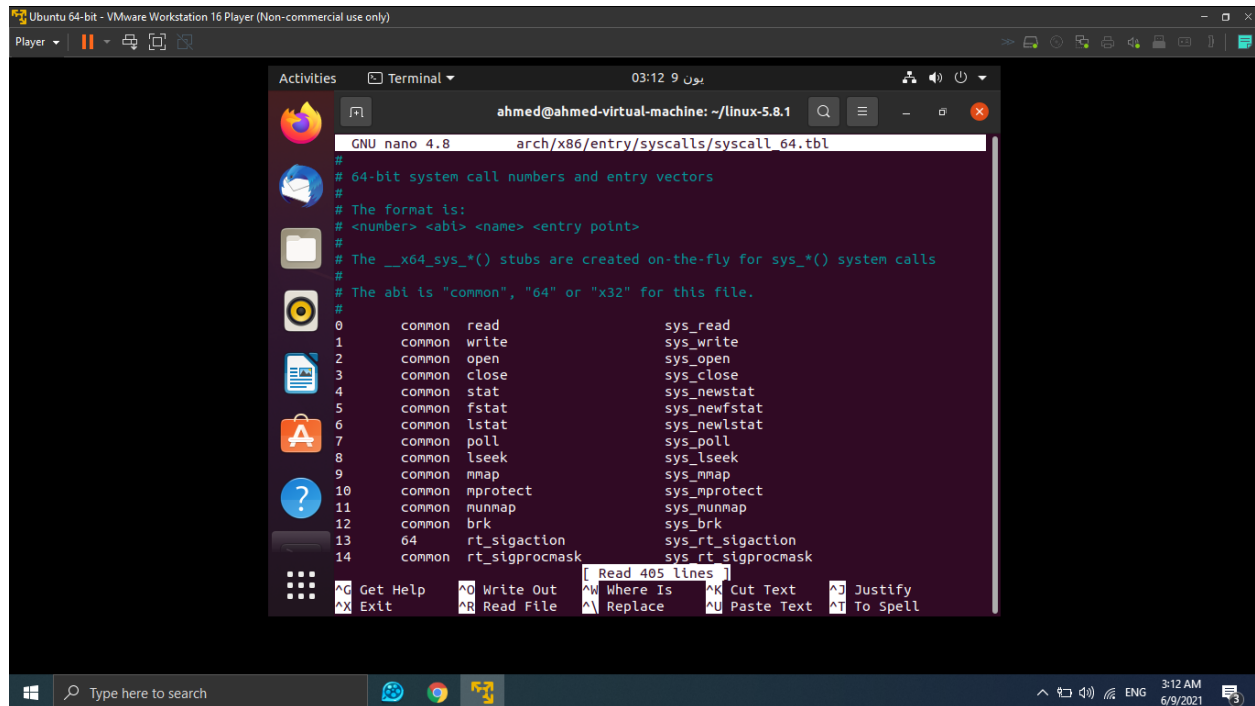 Ubuntu 64-bit - VMware Workstation 16 Player (Non-commercial use only)
Player
Activities Terminal 03:12 9 يون
ahmed@ahmed-virtual-machine: ~/linux-5.8.1
GNU nano 4.8 arch/x86/entry/syscalls/syscall_64.tbl
#
# 64-bit system call numbers and entry vectors
#
# The format is:
# <number> <abi> <name> <entry point>
#
# The __x64_sys_*() stubs are created on-the-fly for sys_*() system calls
#
# The abi is "common", "64" or "x32" for this file.
#
0 common read sys_read
1 common write sys_write
2 common open sys_open
3 common close sys_close
4 common stat sys_newstat
5 common fstat sys_newfstat
6 common lstat sys_newlstat
7 common poll sys_poll
8 common lseek sys_lseek
9 common mmap sys_mmap
10 common mprotect sys_mprotect
11 common munmap sys_munmap
12 common brk sys_brk
13 64 rt_sigaction sys_rt_sigaction
14 common rt_sigprocmask sys_rt_sigprocmask
[ Read 405 lines ]
^G Get Help ^O Write Out ^W Where Is ^K Cut Text ^J Justify
^X Exit ^R Read File ^\ Replace ^U Paste Text ^T To Spell
Type here to search
ENG
3:12 AM
6/9/2021
3